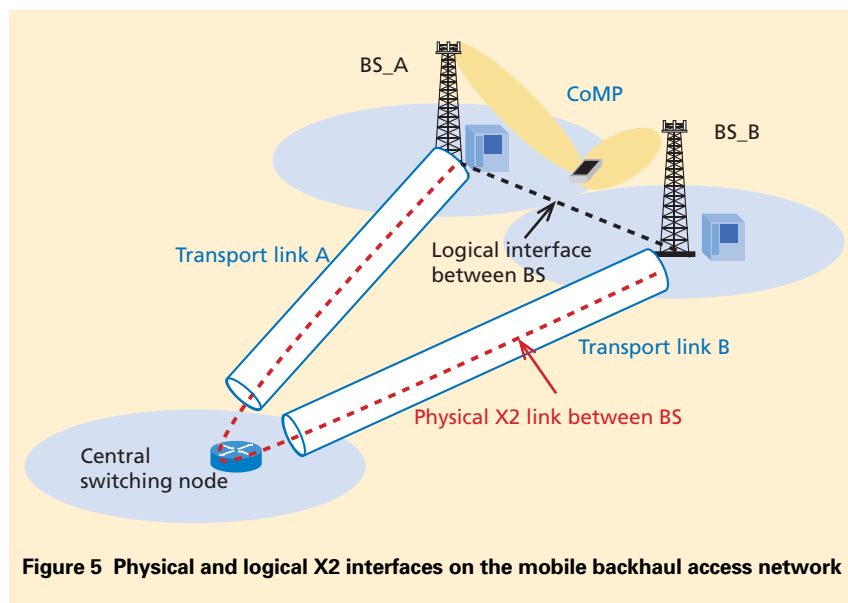 BS_A
CoMP
BS_B
Transport link A
Logical interface
between BS
Transport link B
Physical X2 link between BS
Central
switching node
Figure 5 Physical and logical X2 interfaces on the mobile backhaul access network